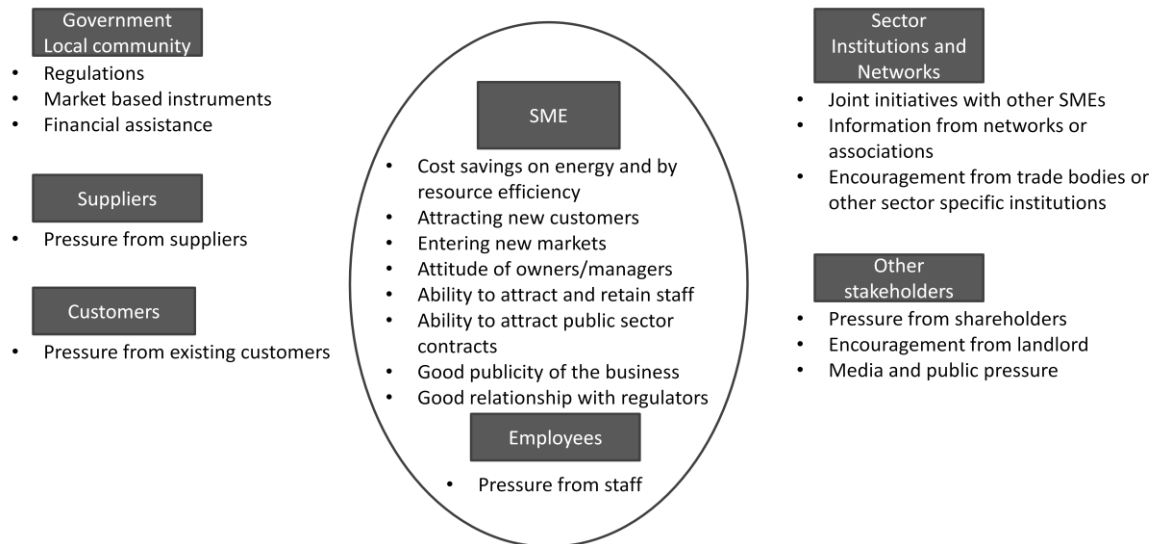 Government
Local community
• Regulations
• Market based instruments
• Financial assistance
Suppliers
• Pressure from suppliers
Customers
• Pressure from existing customers
SME
• Cost savings on energy and by
resource efficiency
• Attracting new customers
• Entering new markets
• Attitude of owners/managers
• Ability to attract and retain staff
• Ability to attract public sector
contracts
• Good publicity of the business
• Good relationship with regulators
Employees
• Pressure from staff
Sector
Institutions and
Networks
• Joint initiatives with other SMEs
• Information from networks or
associations
• Encouragement from trade bodies or
other sector specific institutions
Other
stakeholders
• Pressure from shareholders
• Encouragement from landlord
• Media and public pressure